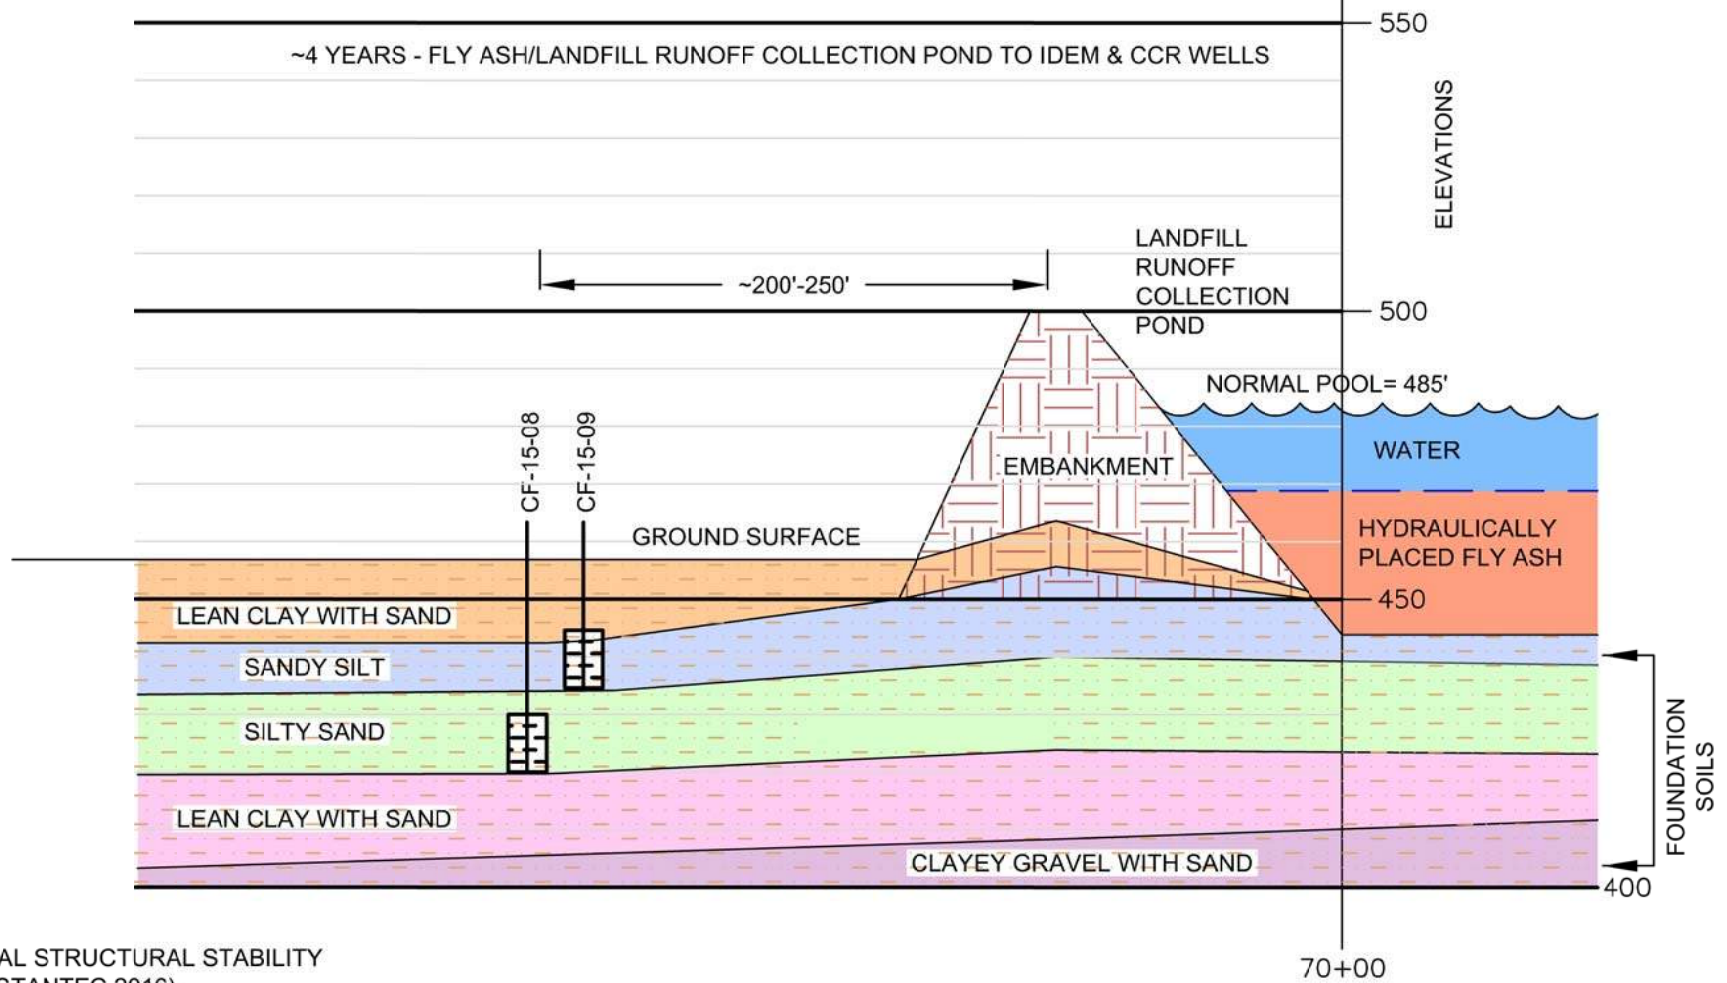 550
~4 YEARS - FLY ASH/LANDFILL RUNOFF COLLECTION POND TO IDEM & CCR WELLS
ELEVATIONS
LANDFILL
RUNOFF
COLLECTION
POND
~200'-250'
500
NORMAL POOL= 485'
CF-15-08
CF-15-09
WATER
EMBANKMENT
GROUND SURFACE
HYDRAULICALLY
PLACED FLY ASH
450
LEAN CLAY WITH SAND
SANDY SILT
SILTY SAND
FOUNDATION
SOILS
LEAN CLAY WITH SAND
CLAYEY GRAVEL WITH SAND
400
AL STRUCTURAL STABILITY
70+00